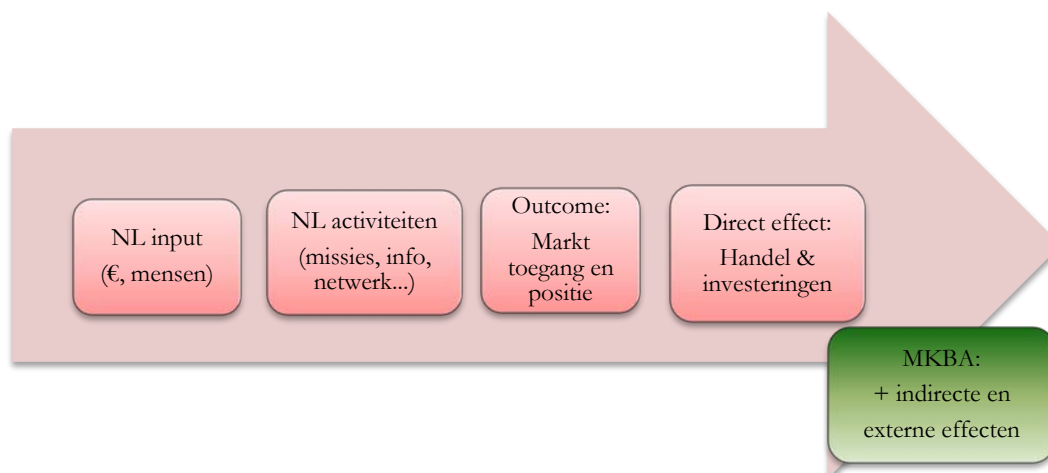 NL input
(€, mensen)
NL activiteiten
(missies, info,
netwerk...)
Outcome:
Markt
toegang en
positie
Direct effect:
Handel &
investeringen
MKBA:
+ indirecte en
externe effecten